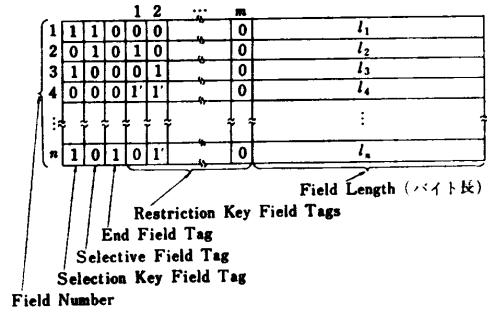 1 2 … m
1 1 1 0 0 0 0 l₁
2 0 1 0 1 0 0 l₂
3 1 0 0 0 1 0 l₃
4 0 0 0 1' 1' 0 l₄
⋮ ⋮
n 1 0 1 0 1' 0 lₙ
Field Length (バイト長)
Restriction Key Field Tags
End Field Tag
Selective Field Tag
Selection Key Field Tag
Field Number